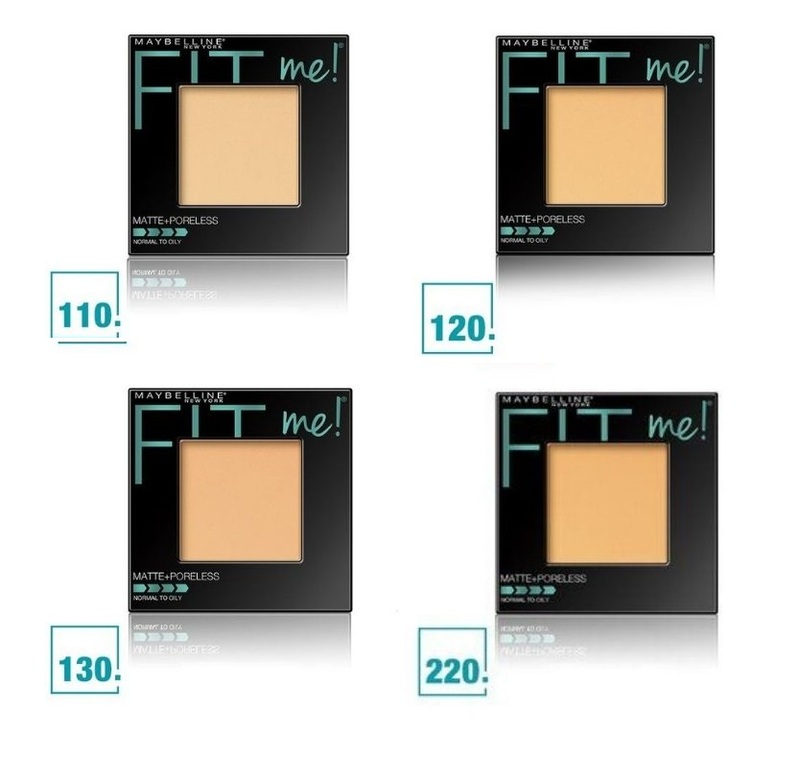 MAYBELLINE®
NEW YORK
FIT me!®
MATTE+PORELESS
NORMAL TO OILY
110.
MAYBELLINE®
NEW YORK
FIT me!®
MATTE+PORELESS
NORMAL TO OILY
120.
MAYBELLINE®
NEW YORK
FIT me!®
MATTE+PORELESS
NORMAL TO OILY
130.
MAYBELLINE®
NEW YORK
FIT me!®
MATTE+PORELESS
NORMAL TO OILY
220.